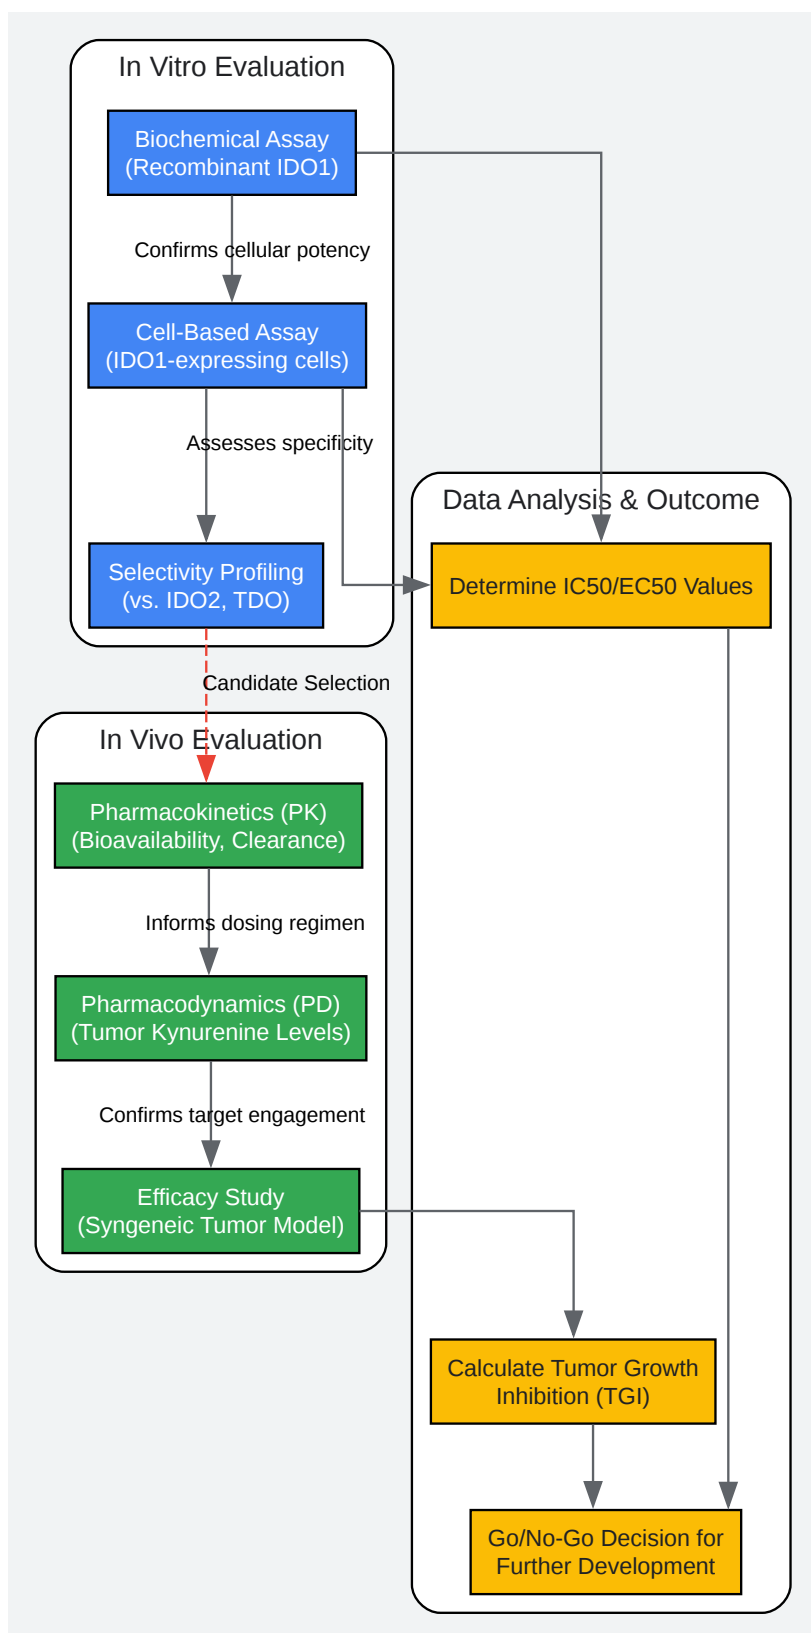 In Vitro Evaluation
Biochemical Assay
(Recombinant IDO1)
Confirms cellular potency
Cell-Based Assay
(IDO1-expressing cells)
Assesses specificity
Selectivity Profiling
(vs. IDO2, TDO)
Candidate Selection
In Vivo Evaluation
Pharmacokinetics (PK)
(Bioavailability, Clearance)
Informs dosing regimen
Pharmacodynamics (PD)
(Tumor Kynurenine Levels)
Confirms target engagement
Efficacy Study
(Syngeneic Tumor Model)
Data Analysis & Outcome
Determine IC50/EC50 Values
Calculate Tumor Growth
Inhibition (TGI)
Go/No-Go Decision for
Further Development